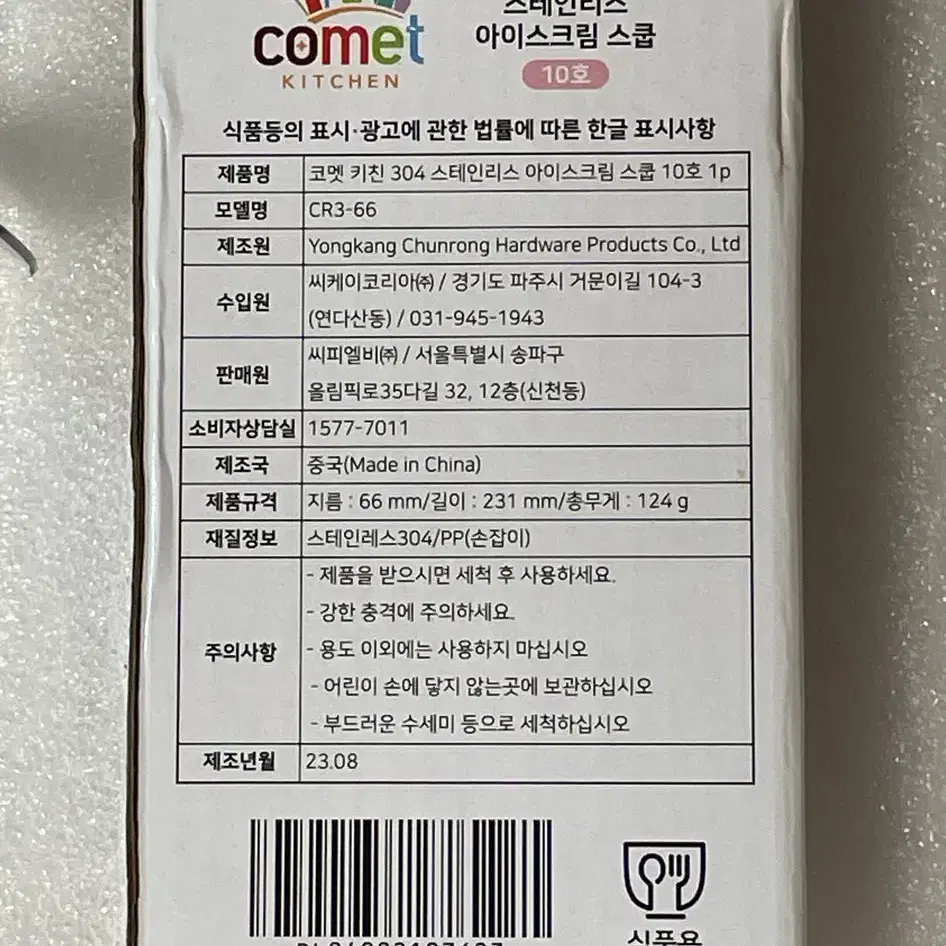 comet
KITCHEN
스테인리스
아이스크림 스쿱
10호
식품등의 표시·광고에 관한 법률에 따른 한글 표시사항
제품명 코멧 키친 304 스테인리스 아이스크림 스쿱 10호 1p
모델명 CR3-66
제조원 Yongkang Chunrong Hardware Products Co., Ltd
수입원 씨케이코리아㈜ / 경기도 파주시 거문이길 104-3
(연다산동) / 031-945-1943
판매원 씨피엘비㈜ / 서울특별시 송파구
올림픽로35다길 32, 12층(신천동)
소비자상담실 1577-7011
제조국 중국(Made in China)
제품규격 지름 : 66 mm/길이 : 231 mm/총무게 : 124 g
재질정보 스테인레스304/PP(손잡이)
주의사항 - 제품을 받으시면 세척 후 사용하세요.
- 강한 충격에 주의하세요.
- 용도 이외에는 사용하지 마십시오
- 어린이 손에 닿지 않는곳에 보관하십시오
- 부드러운 수세미 등으로 세척하십시오
제조년월 23.08
식품용